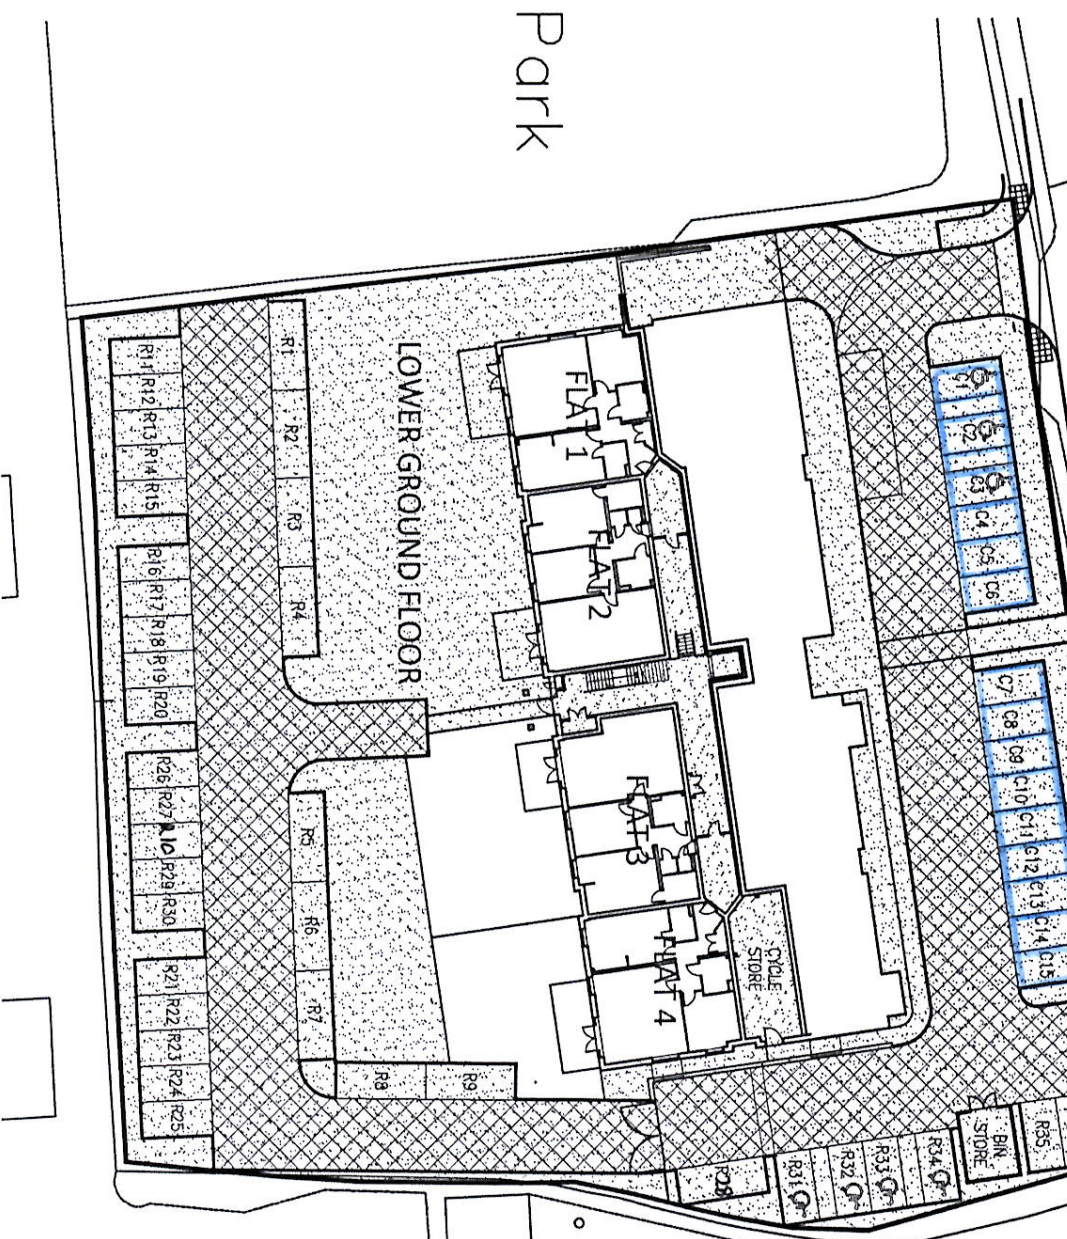 Park
C1
C2
C3
C4
C5
C6
C7
C8
C9
C10
C11
C12
C13
C14
C15
R1
R2
R3
R4
R5
R6
R7
R8
R9
R11
R12
R13
R14
R15
R16
R17
R18
R19
R20
R26
R27
R10
R29
R30
R21
R22
R23
R24
R25
LOWER GROUND FLOOR
FLAT 1
FLAT 2
FLAT 3
FLAT 4
CYCLE
STORE
BIN
STORE
R35
R34
R33
R32
R31
R28